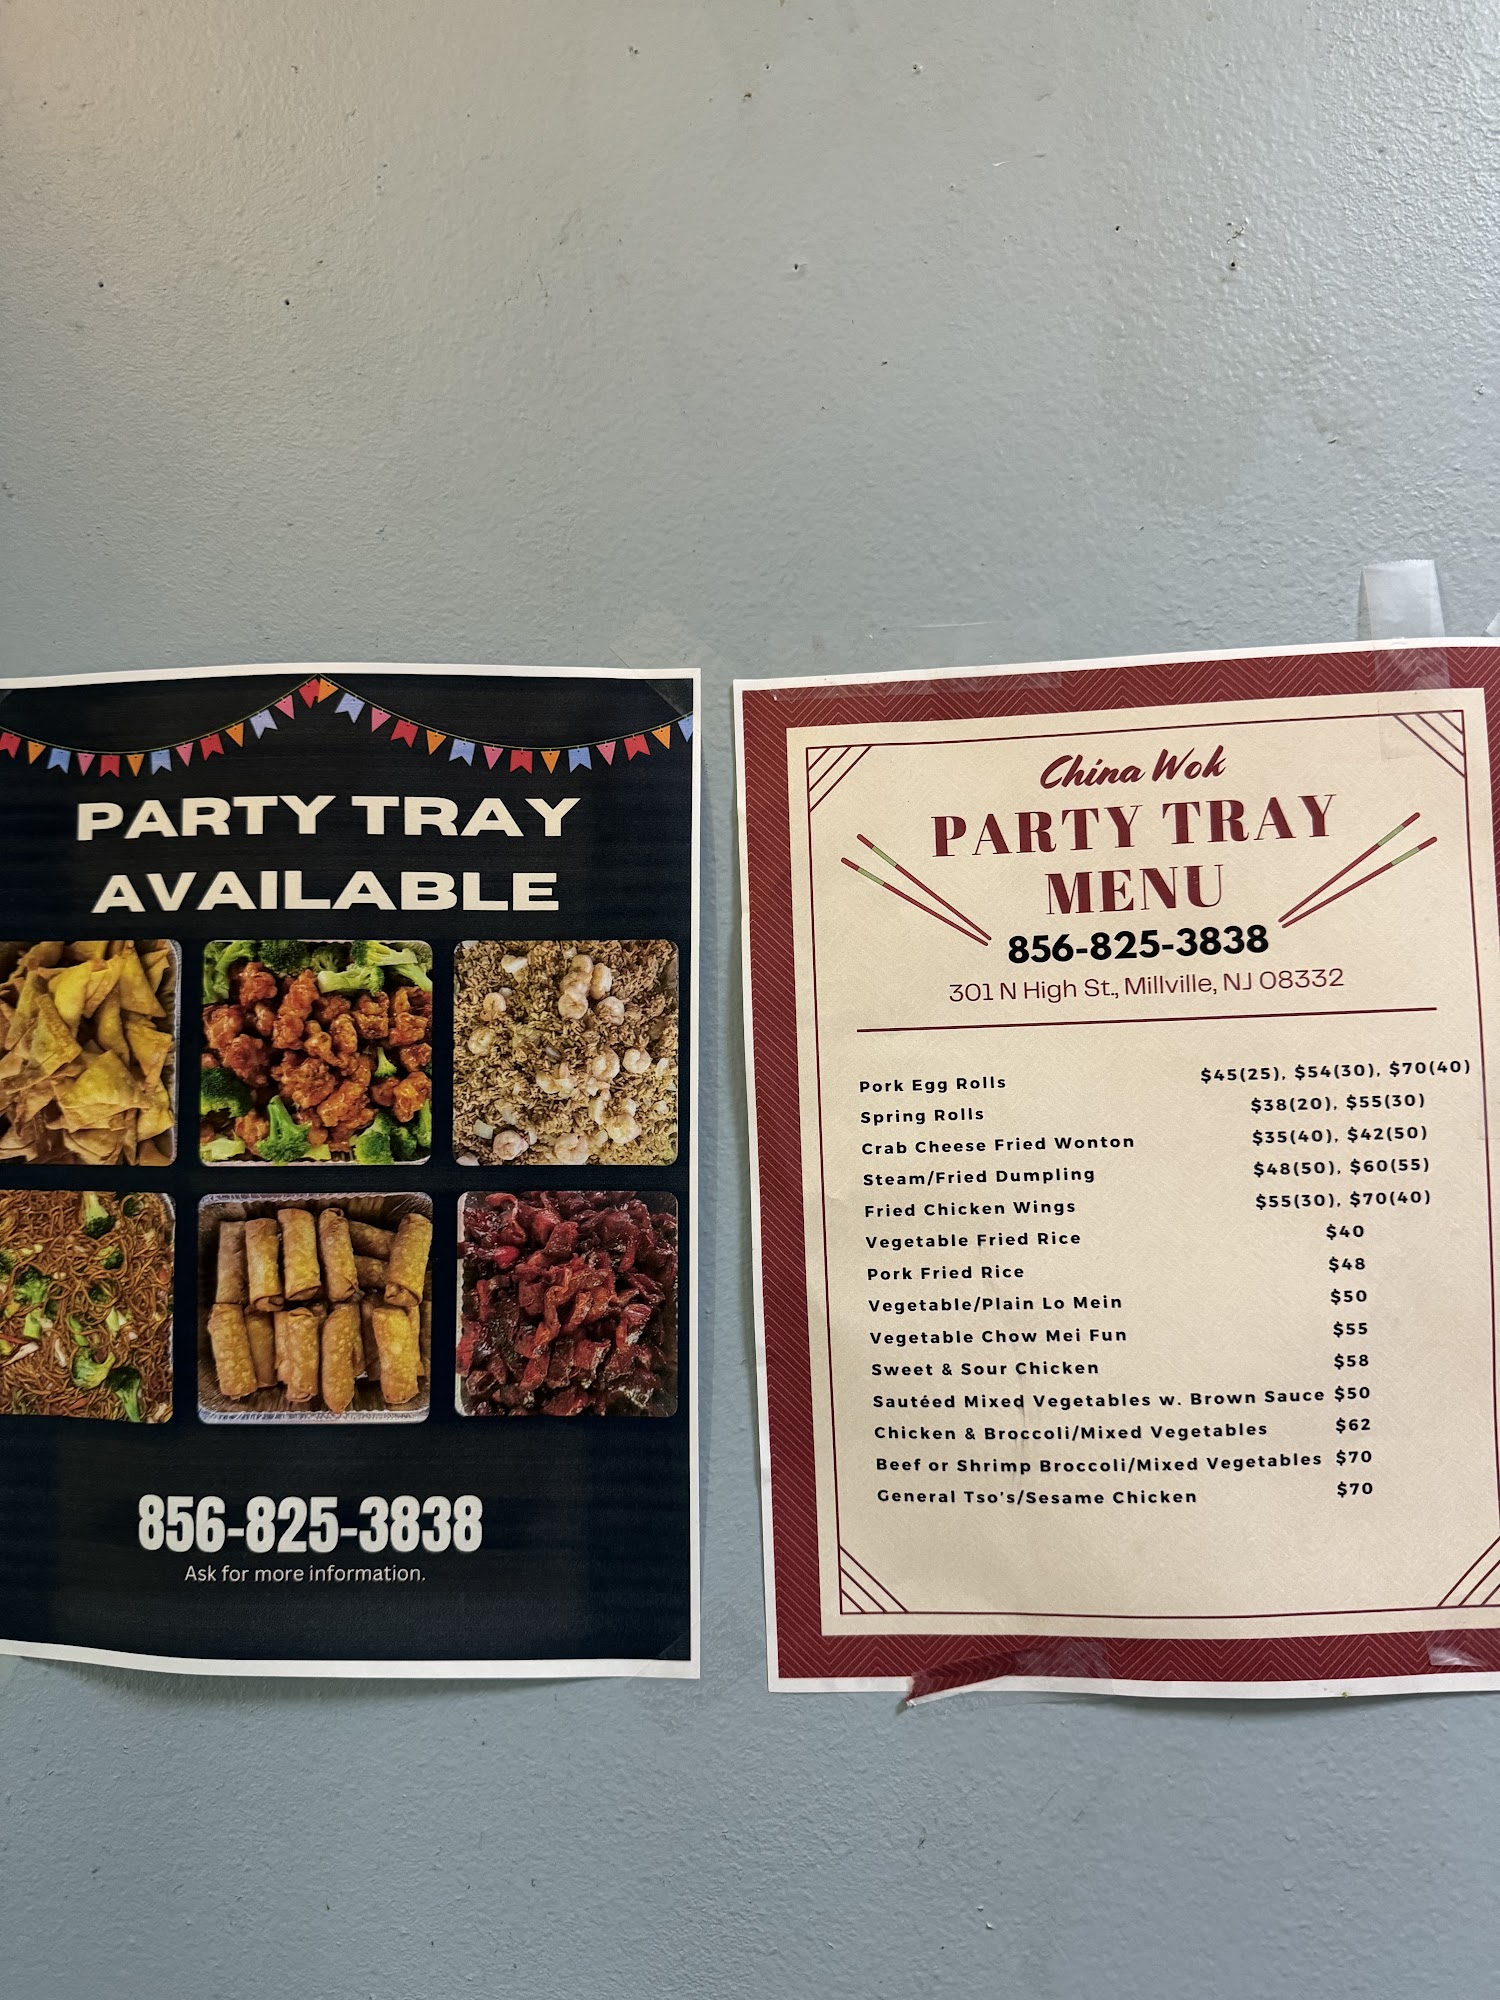 PARTY TRAY
AVAILABLE
856-825-3838
Ask for more information.
China Wok
PARTY TRAY
MENU
856-825-3838
301 N High St., Millville, NJ 08332
Pork Egg Rolls $45(25), $54(30), $70(40)
Spring Rolls $38(20), $55(30)
Crab Cheese Fried Wonton $35(40), $42(50)
Steam/Fried Dumpling $48(50), $60(55)
Fried Chicken Wings $55(30), $70(40)
Vegetable Fried Rice $40
Pork Fried Rice $48
Vegetable/Plain Lo Mein $50
Vegetable Chow Mei Fun $55
Sweet & Sour Chicken $58
Sautéed Mixed Vegetables w. Brown Sauce $50
Chicken & Broccoli/Mixed Vegetables $62
Beef or Shrimp Broccoli/Mixed Vegetables $70
General Tso's/Sesame Chicken $70